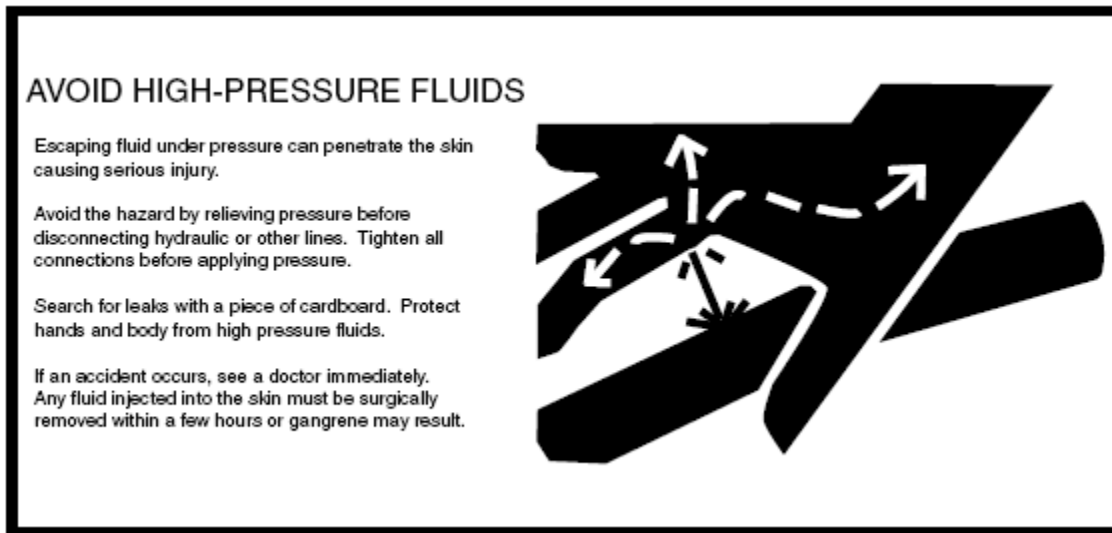 AVOID HIGH-PRESSURE FLUIDS
Escaping fluid under pressure can penetrate the skin
causing serious injury.
Avoid the hazard by relieving pressure before
disconnecting hydraulic or other lines.  Tighten all
connections before applying pressure.
Search for leaks with a piece of cardboard.  Protect
hands and body from high pressure fluids.
If an accident occurs, see a doctor immediately.
Any fluid injected into the skin must be surgically
removed within a few hours or gangrene may result.